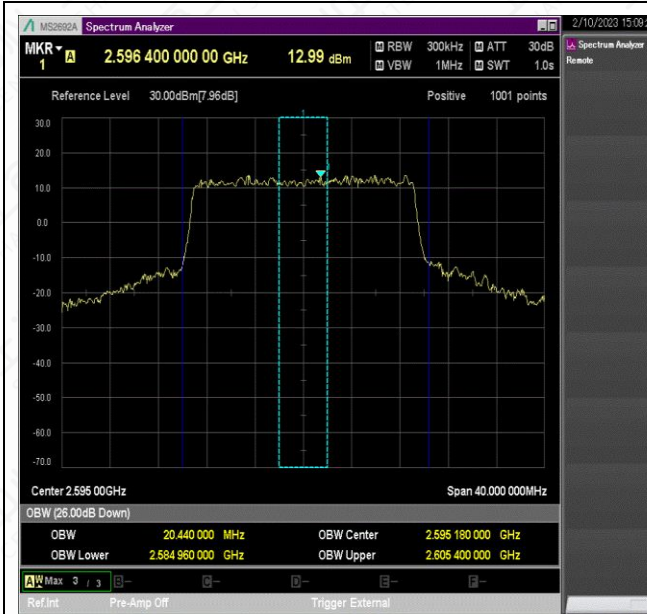 MS2692A Spectrum Analyzer
2/10/2023 15:09:
MKR 1 A 2.596 400 000 00 GHz 12.99 dBm
M RBW 300kHz M ATT 30dB
M VBW 1MHz M SWT 1.0s
Spectrum Analyzer
Remote
Reference Level 30.00dBm[7.96dB] Positive 1001 points
30.0
20.0
10.0
0.0
-10.0
-20.0
-30.0
-40.0
-50.0
-60.0
-70.0
Center 2.595 00GHz Span 40.000 000MHz
OBW (26.00dB Down)
OBW 20.440 000 MHz OBW Center 2.595 180 000 GHz
OBW Lower 2.584 960 000 GHz OBW Upper 2.605 400 000 GHz
A W Max 3 / 3 B- C- D- E- F-
Ref.Int Pre-Amp Off Trigger External